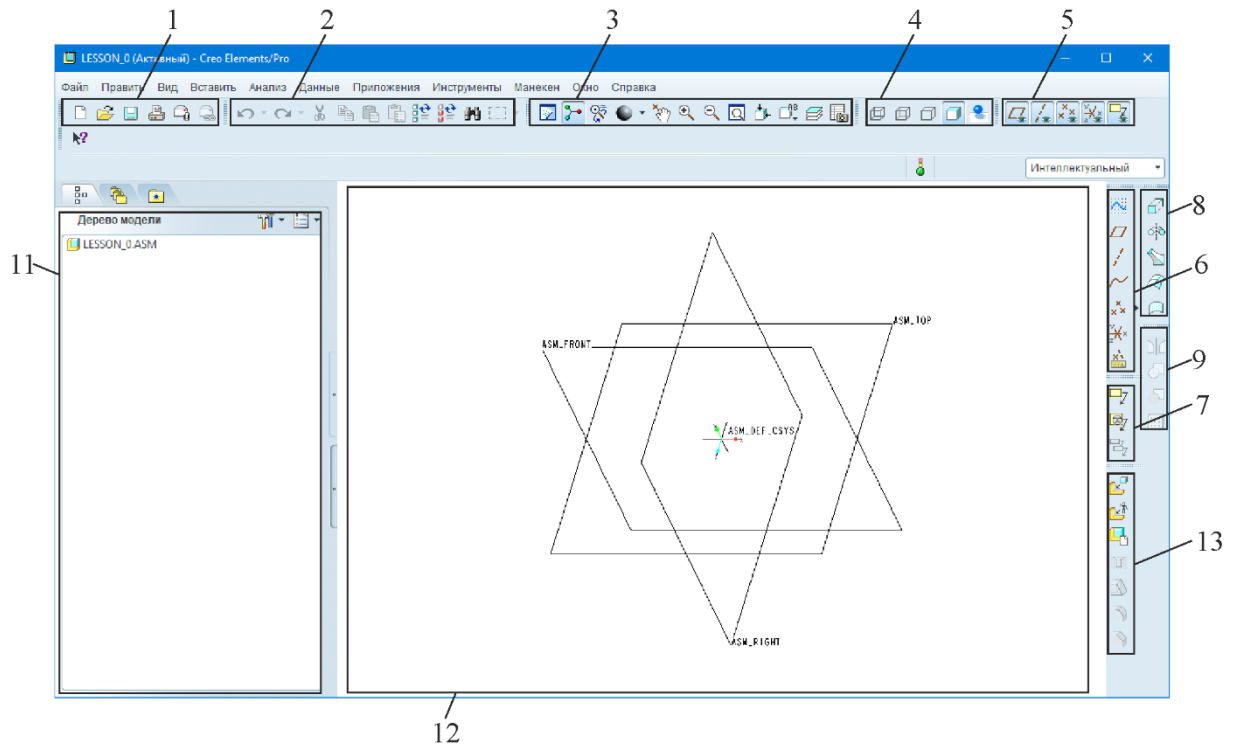 1 2 3 4 5
LESSON_0 (Активный) - Creo Elements/Pro
Файл Править Вид Вставить Анализ Данные Приложения Инструменты Манекен Окно Справка
Интеллектуальный
Дерево модели
LESSON_0.ASM
8
11
6
ASM_TOP
ASM_FRONT
9
7
ASM_DEF_CSYS
13
ASM_RIGHT
12